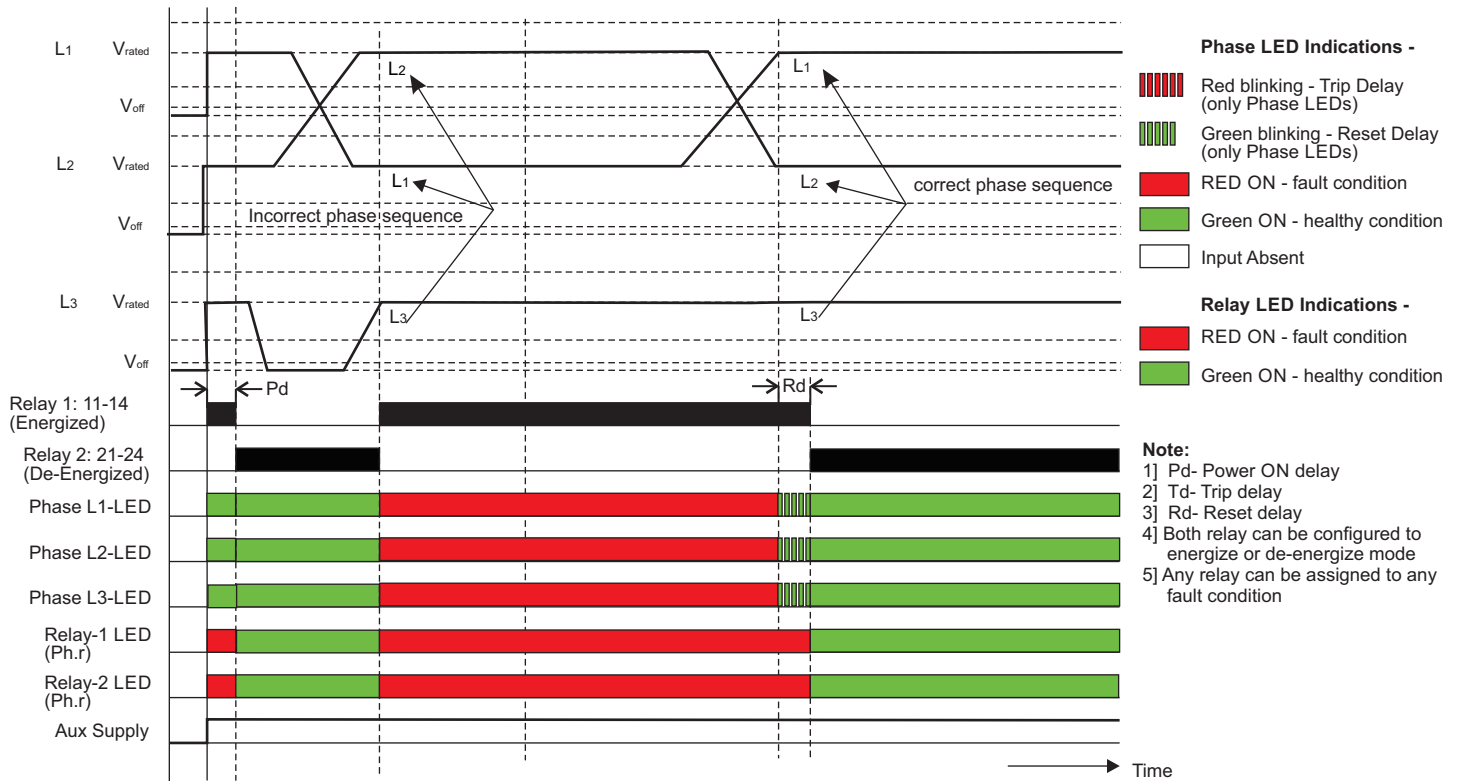 L1 Vrated
Voff
L2 Vrated
Voff
L3 Vrated
Voff
L2
L1
Incorrect phase sequence
L3
L1
L2
correct phase sequence
L3
Pd
Rd
Relay 1: 11-14
(Energized)
Relay 2: 21-24
(De-Energized)
Phase L1-LED
Phase L2-LED
Phase L3-LED
Relay-1 LED
(Ph.r)
Relay-2 LED
(Ph.r)
Aux Supply
Time
Phase LED Indications -
Red blinking - Trip Delay
(only Phase LEDs)
Green blinking - Reset Delay
(only Phase LEDs)
RED ON - fault condition
Green ON - healthy condition
Input Absent
Relay LED Indications -
RED ON - fault condition
Green ON - healthy condition
Note:
1] Pd- Power ON delay
2] Td- Trip delay
3] Rd- Reset delay
4] Both relay can be configured to
energize or de-energize mode
5] Any relay can be assigned to any
fault condition